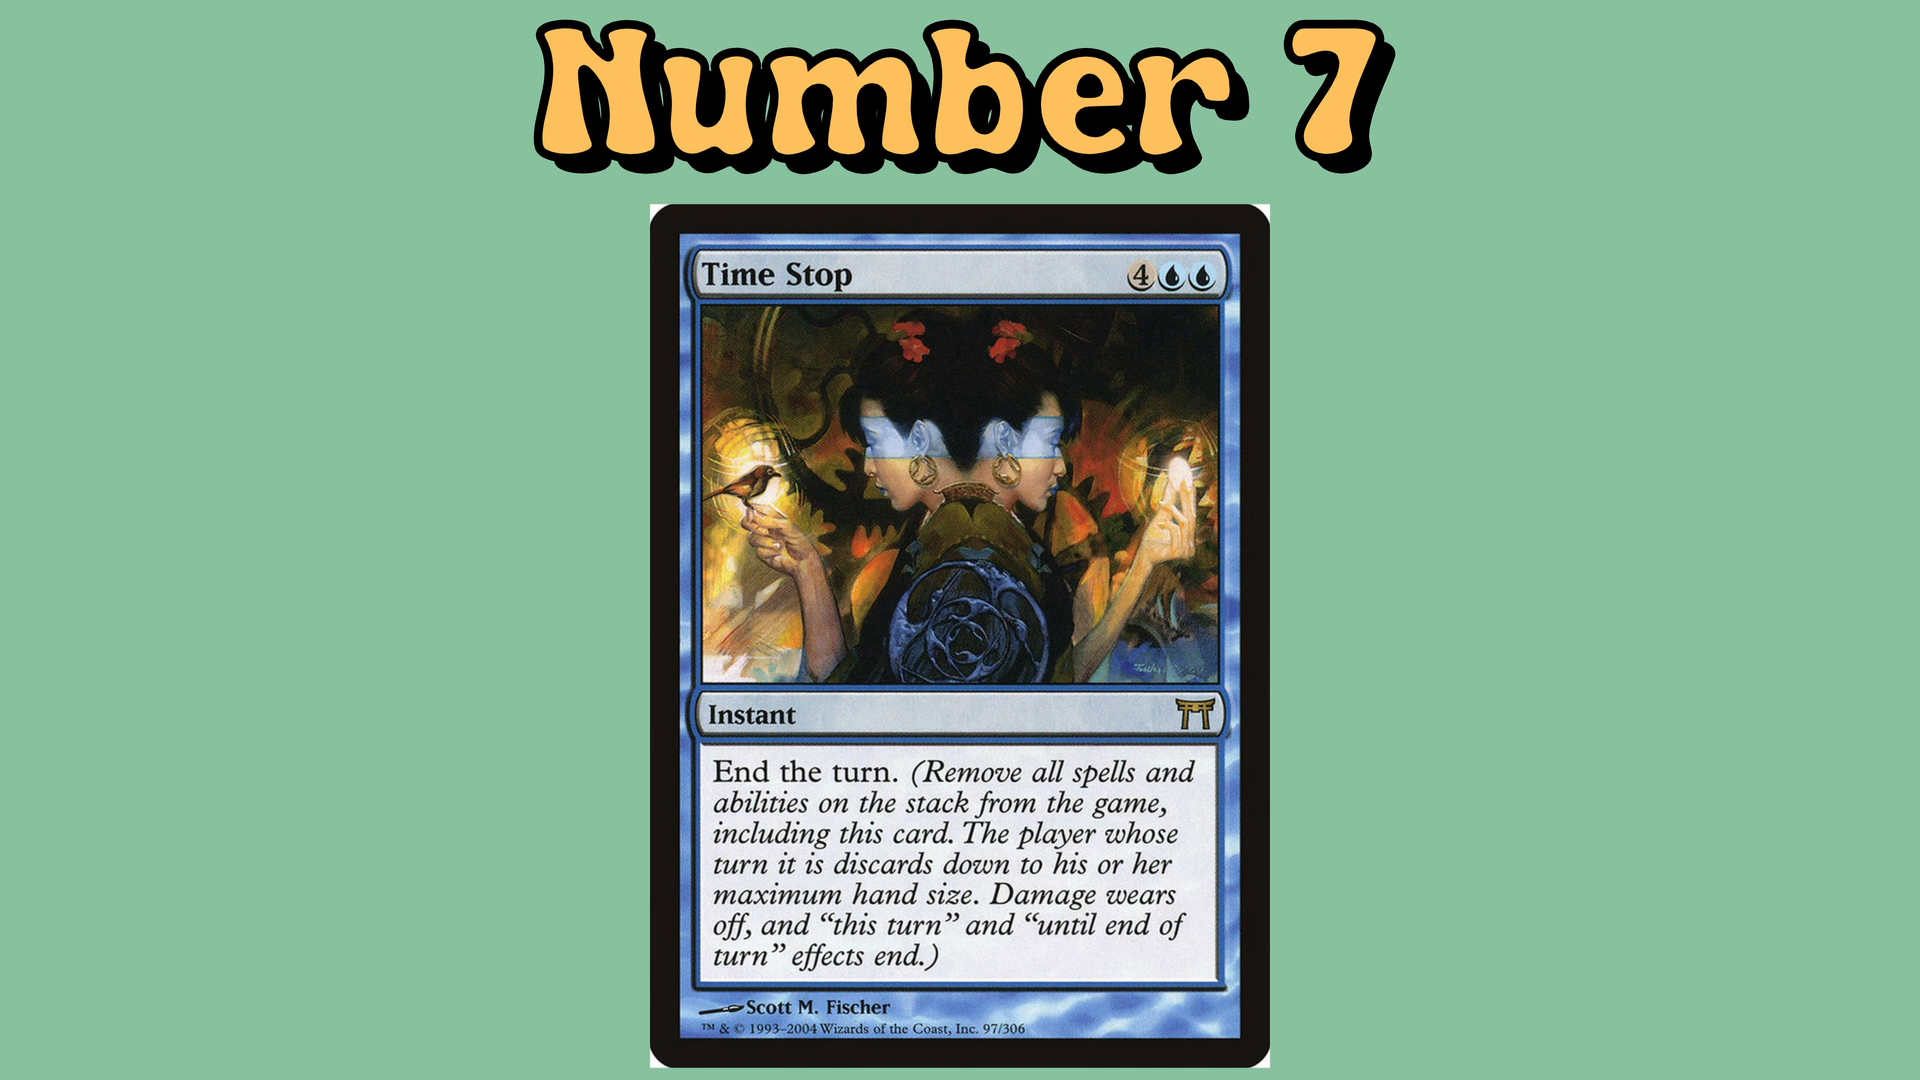 Number 7
Time Stop 4
Instant
End the turn. (Remove all spells and
abilities on the stack from the game,
including this card. The player whose
turn it is discards down to his or her
maximum hand size. Damage wears
off, and “this turn” and “until end of
turn” effects end.)
Scott M. Fischer
™ & © 1993–2004 Wizards of the Coast, Inc. 97/306